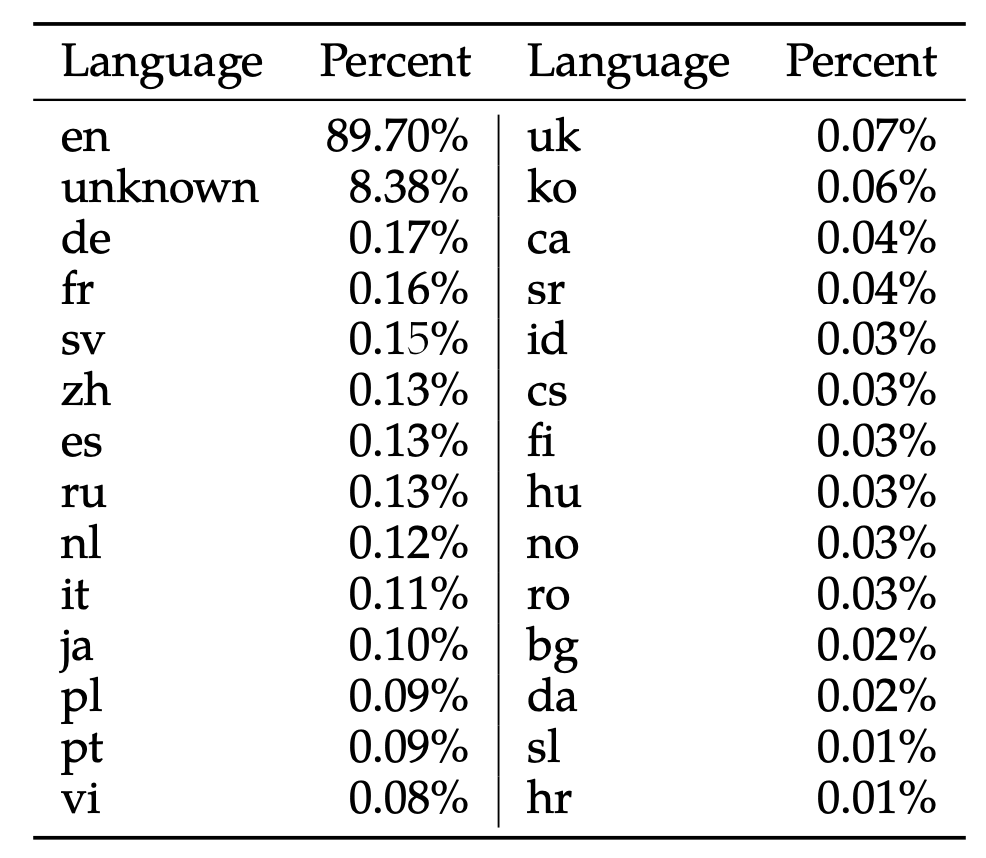 Language Percent Language Percent
en 89.70% uk 0.07%
unknown 8.38% ko 0.06%
de 0.17% ca 0.04%
fr 0.16% sr 0.04%
sv 0.15% id 0.03%
zh 0.13% cs 0.03%
es 0.13% fi 0.03%
ru 0.13% hu 0.03%
nl 0.12% no 0.03%
it 0.11% ro 0.03%
ja 0.10% bg 0.02%
pl 0.09% da 0.02%
pt 0.09% sl 0.01%
vi 0.08% hr 0.01%